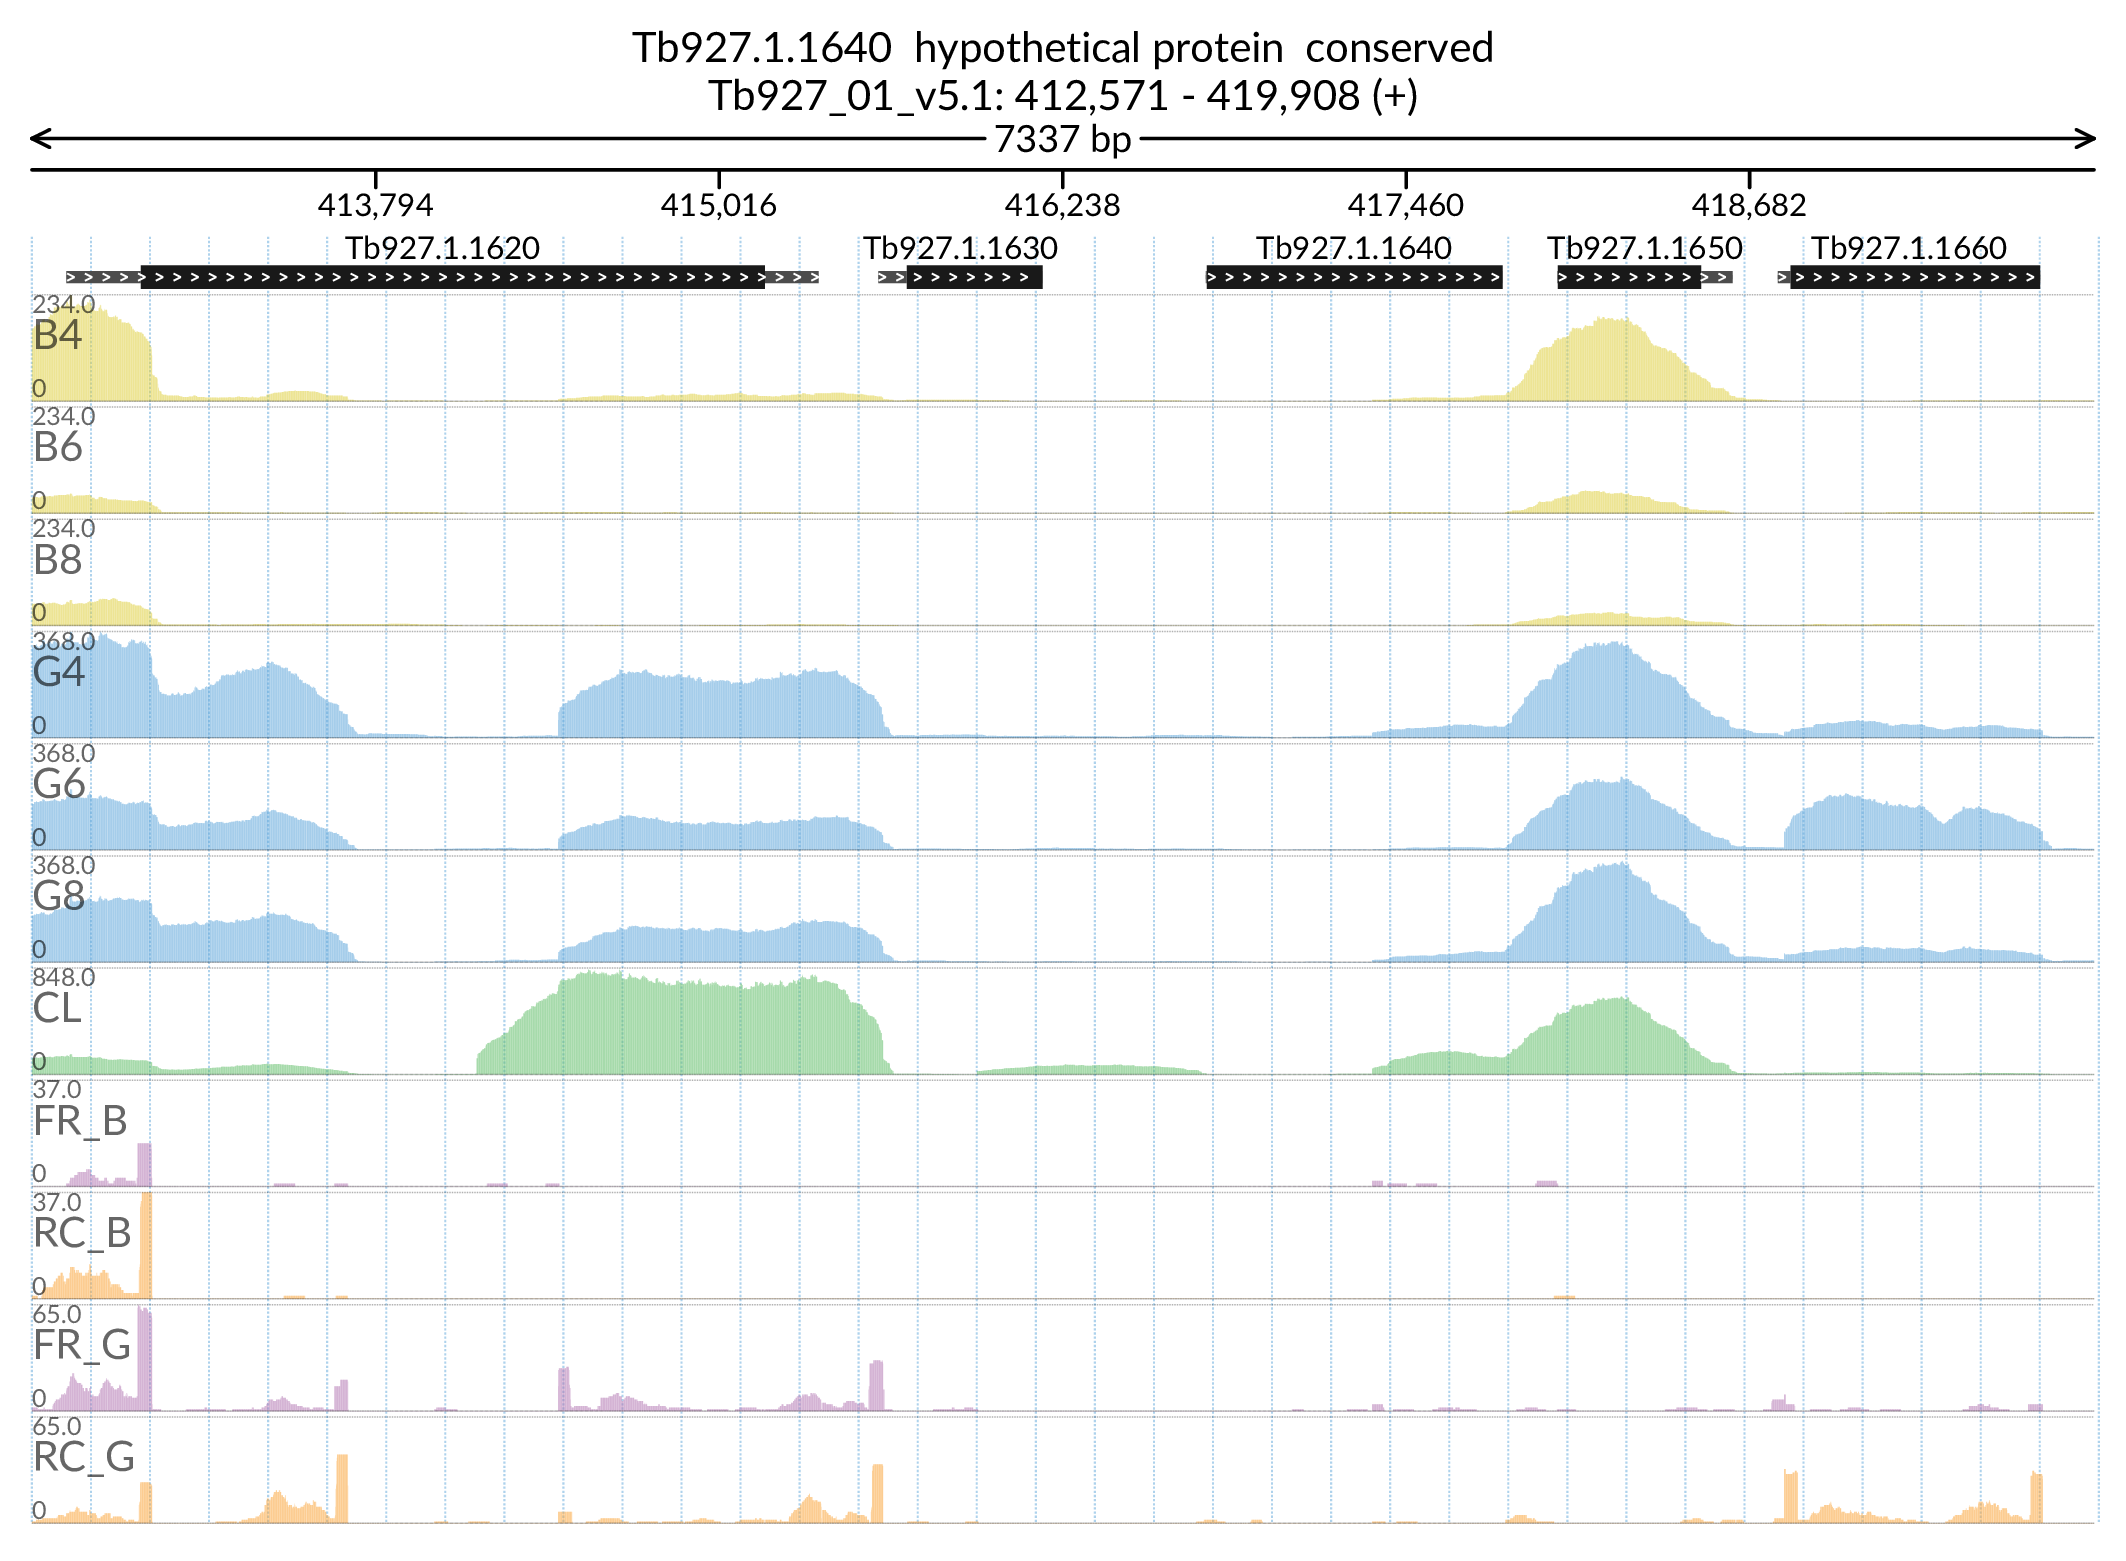 Tb927.1.1640 hypothetical protein conserved
Tb927_01_v5.1: 412,571 - 419,908 (+)
7337 bp
413,794 415,016 416,238 417,460 418,682
Tb927.1.1620 Tb927.1.1630 Tb927.1.1640 Tb927.1.1650 Tb927.1.1660
234.0
B4
0
234.0
B6
0
234.0
B8
0
368.0
G4
0
368.0
G6
0
368.0
G8
0
848.0
CL
0
37.0
FR_B
0
37.0
RC_B
0
65.0
FR_G
0
65.0
RC_G
0